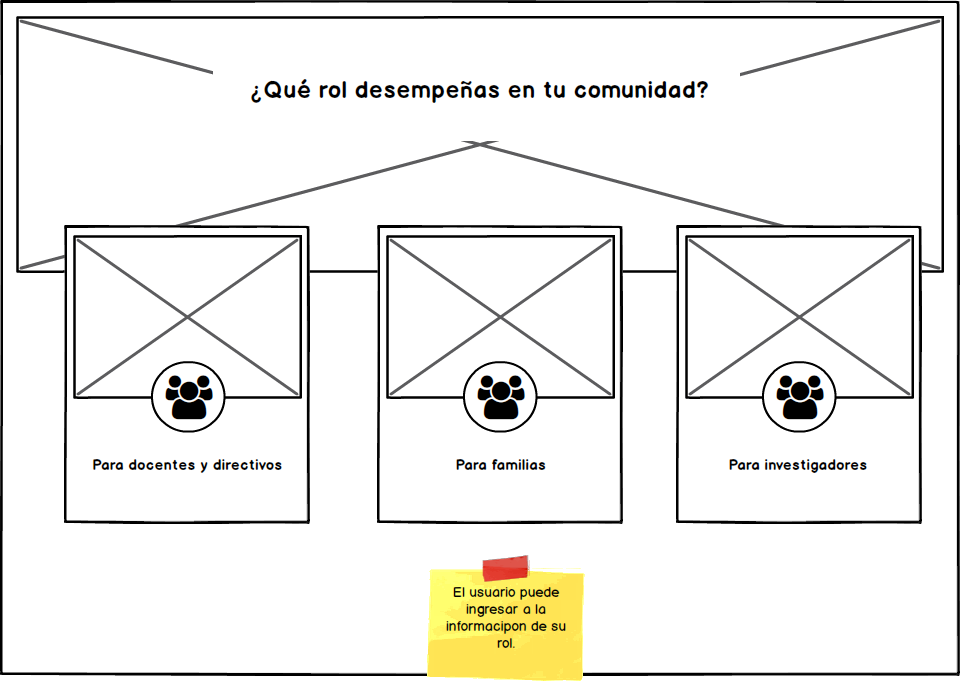 ¿Qué rol desempeñas en tu comunidad?
Para docentes y directivos
Para familias
Para investigadores
El usuario puede
ingresar a la
informacipon de su
rol.